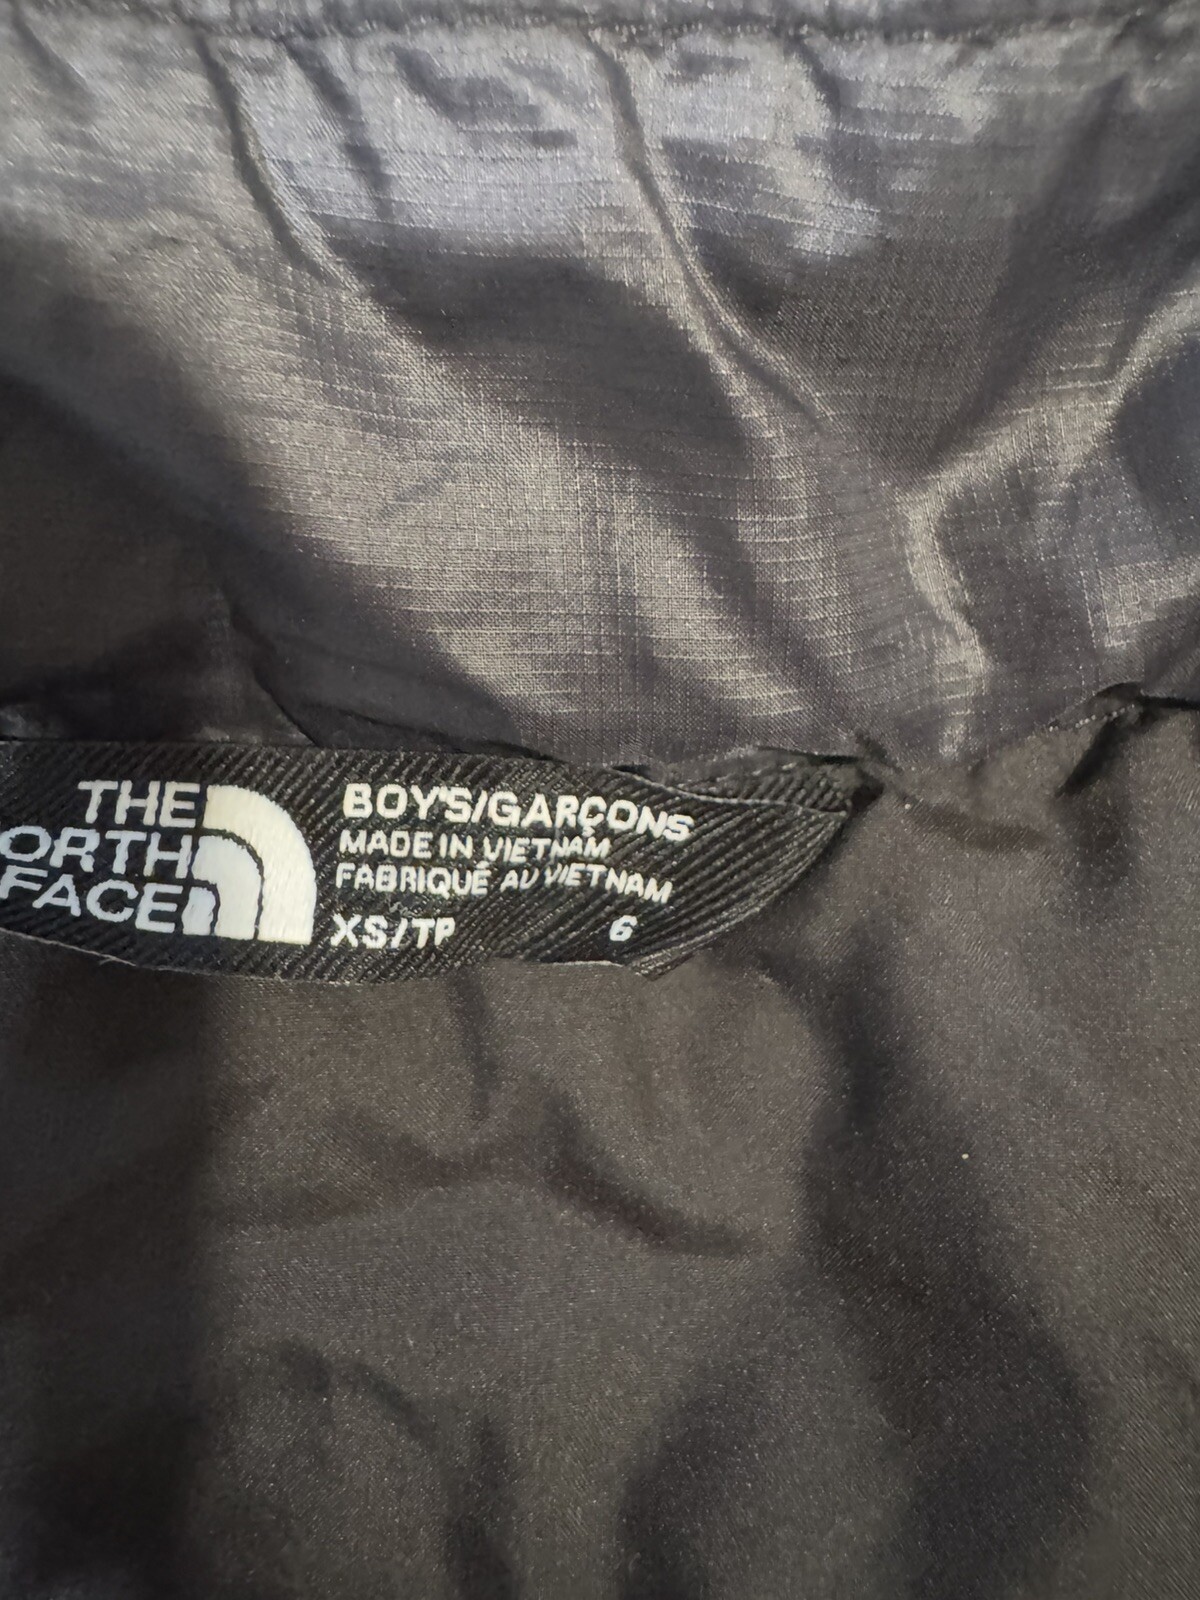 THE
ORTH
FACE
BOY'S/GARÇONS
MADE IN VIETNAM
FABRIQUÉ AU VIETNAM
XS/TP 6